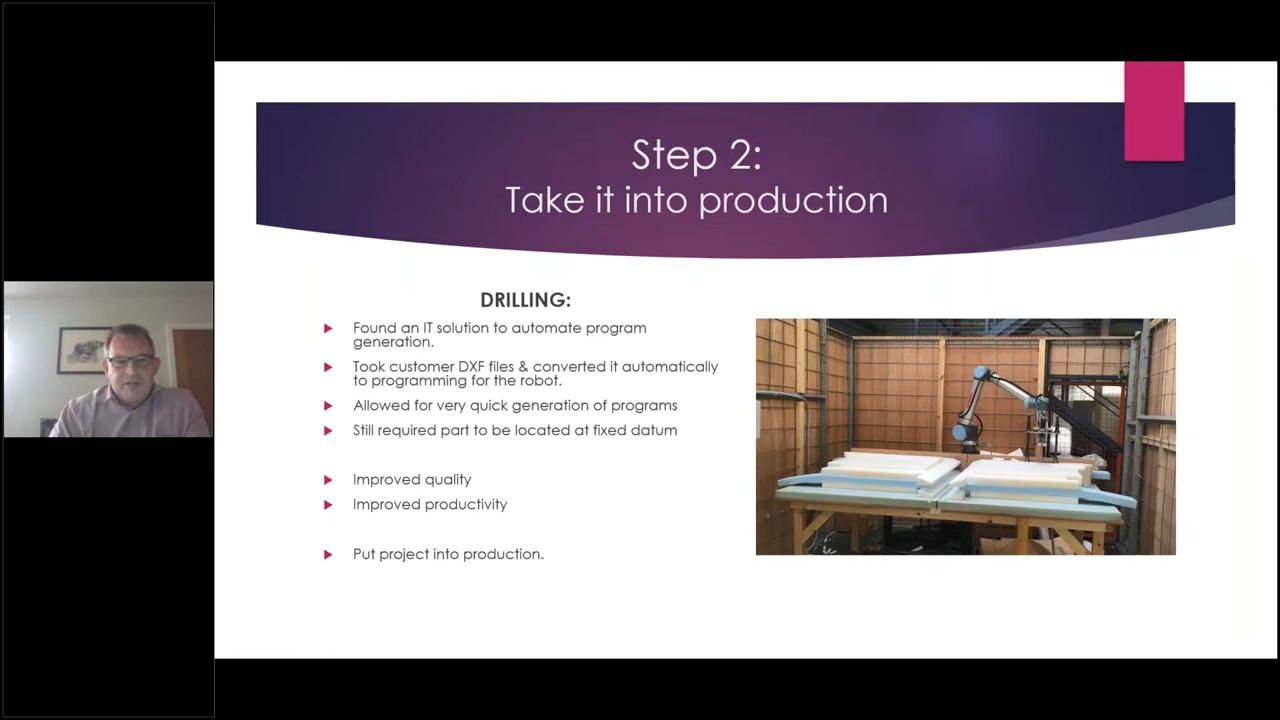 Step 2:
Take it into production
DRILLING:
Found an IT solution to automate program
generation.
Took customer DXF files & converted it automatically
to programming for the robot.
Allowed for very quick generation of programs
Still required part to be located at fixed datum
Improved quality
Improved productivity
Put project into production.